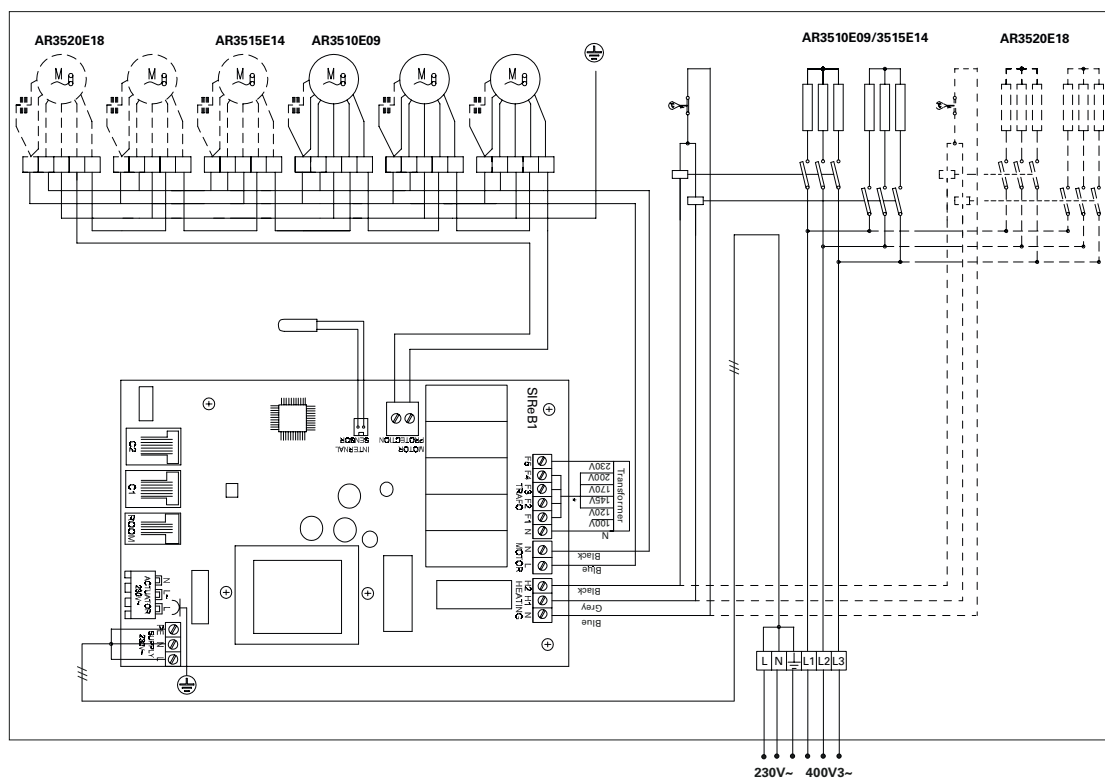 AR3520E18
AR3515E14
AR3510E09
AR3510E09/3515E14
AR3520E18
M
M
M
M
M
M
SIReB1
INTERNAL
SENSOR
MOTOR
PROTECTION
C2
C1
ROOM
N
L
ACTUATOR
230V~
PE
N
L
SUPPLY
230V~
F5
F4
F3
F2
F1
N
TRAFO
230V
200V
170V
145V
120V
100V
N
Transformer
N
L
MOTOR
Black
Blue
H2
H1
N
HEATING
Black
Grey
Blue
L N L1 L2 L3
230V~ 400V3~